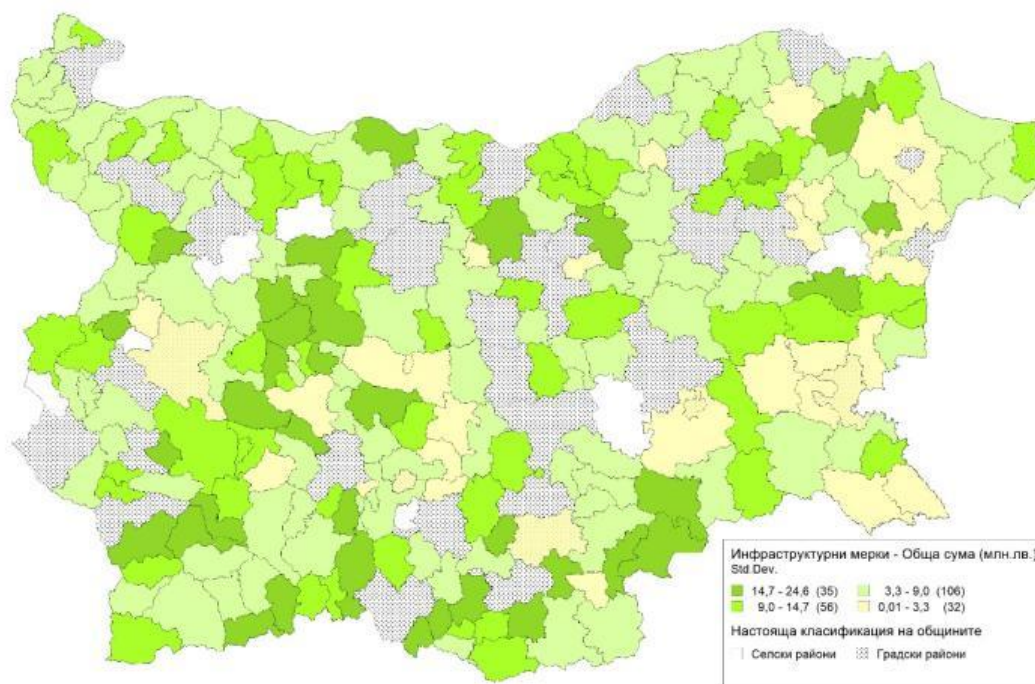 Инфраструктурни мерки - Обща сума (млн.лв.)
Std.Dev.
14,7 - 24,6 (35) 3,3 - 9,0 (106)
9,0 - 14,7 (56) 0,01 - 3,3 (32)
Настояща класификация на общините
Селски райони Градски райони